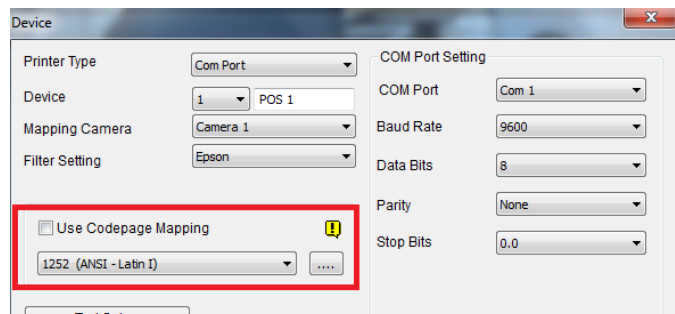 Device
Printer Type
Com Port
Device
1
POS 1
Mapping Camera
Camera 1
Filter Setting
Epson
Use Codepage Mapping
1252 (ANSI - Latin I)
....
COM Port Setting
COM Port
Com 1
Baud Rate
9600
Data Bits
8
Parity
None
Stop Bits
0.0